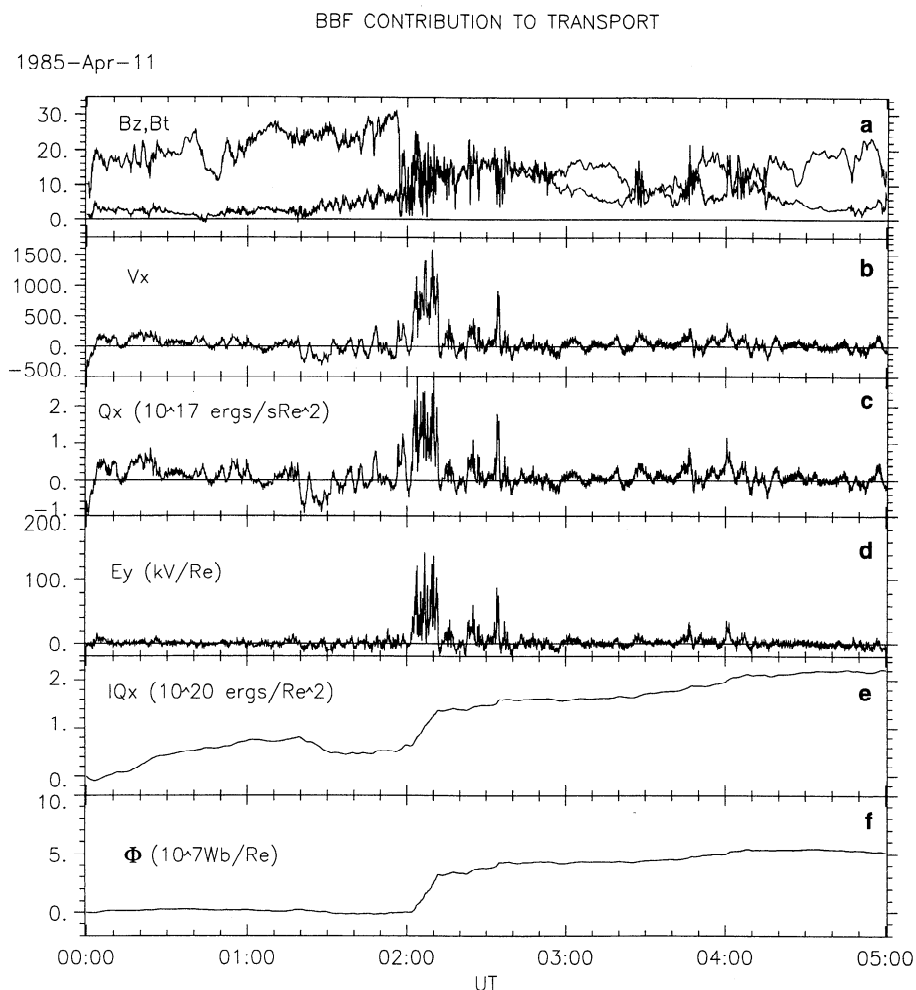 BBF CONTRIBUTION TO TRANSPORT
1985-Apr-11
30.
20.
10.
0.
Bz,Bt
a
1500.
1000.
500.
0.
-500.
Vx
b
2.
1.
0.
-1.
Qx (10^17 ergs/sRe^2)
c
200.
100.
0.
Ey (kV/Re)
d
2.
1.
0.
IQx (10^20 ergs/Re^2)
e
10.
5.
0.
Φ (10^7Wb/Re)
f
00:00 01:00 02:00 03:00 04:00 05:00
UT